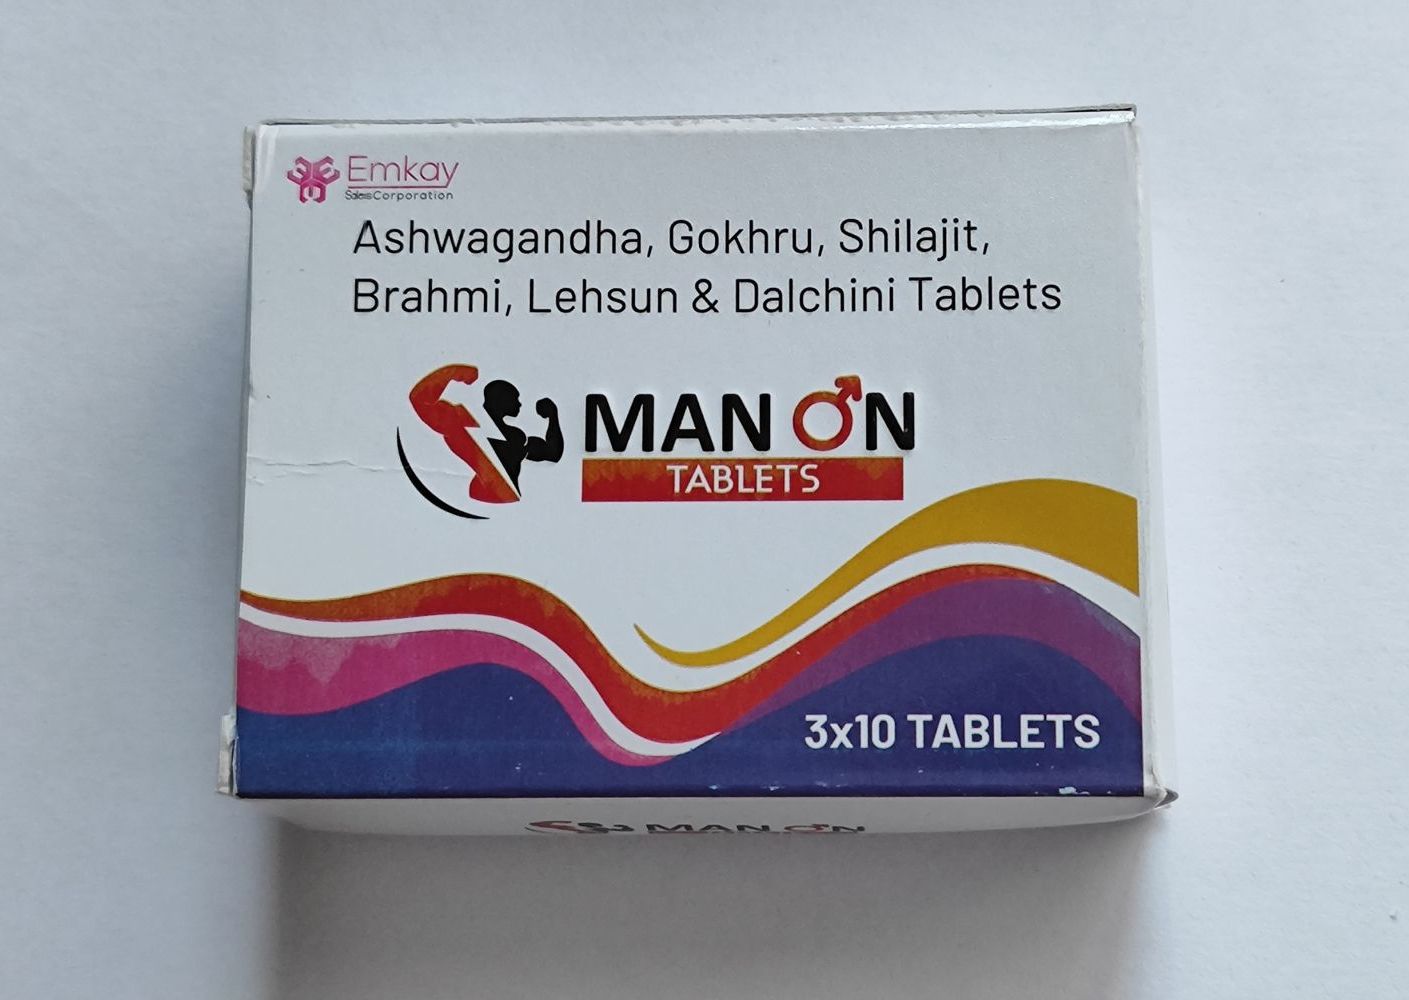 Emkay
Sales Corporation
Ashwagandha, Gokhru, Shilajit,
Brahmi, Lehsun & Dalchini Tablets
MAN ON
TABLETS
3x10 TABLETS
MAN ON